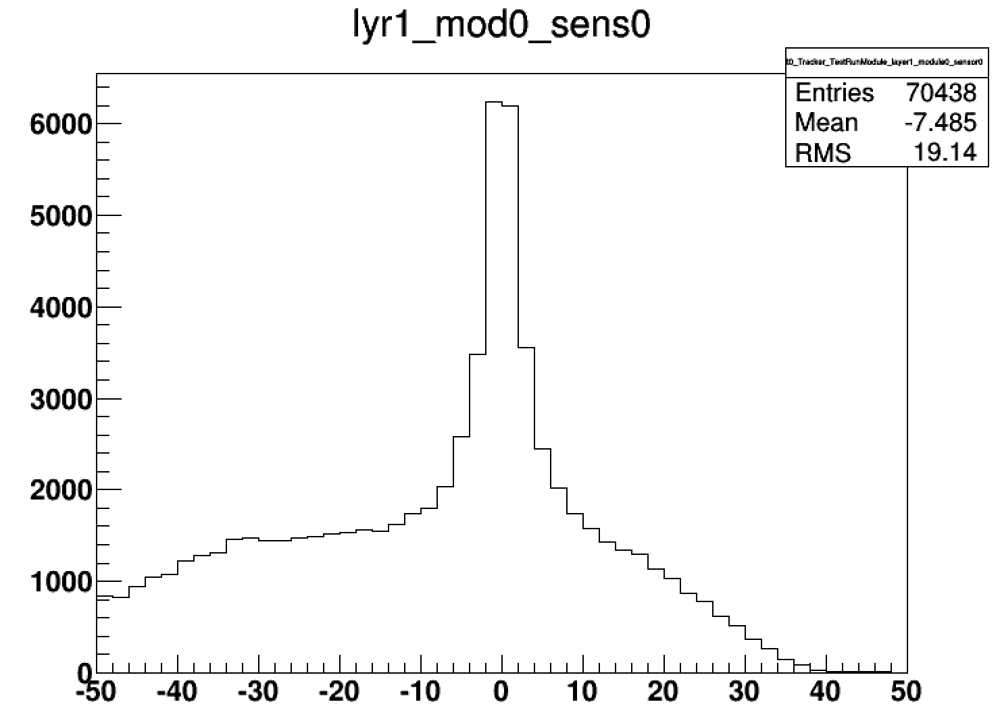 lyr1_mod0_sens0
t0_Tracker_TestRunModule_layer1_module0_sensor0
Entries 70438
Mean -7.485
RMS 19.14
6000
5000
4000
3000
2000
1000
0
-50 -40 -30 -20 -10 0 10 20 30 40 50